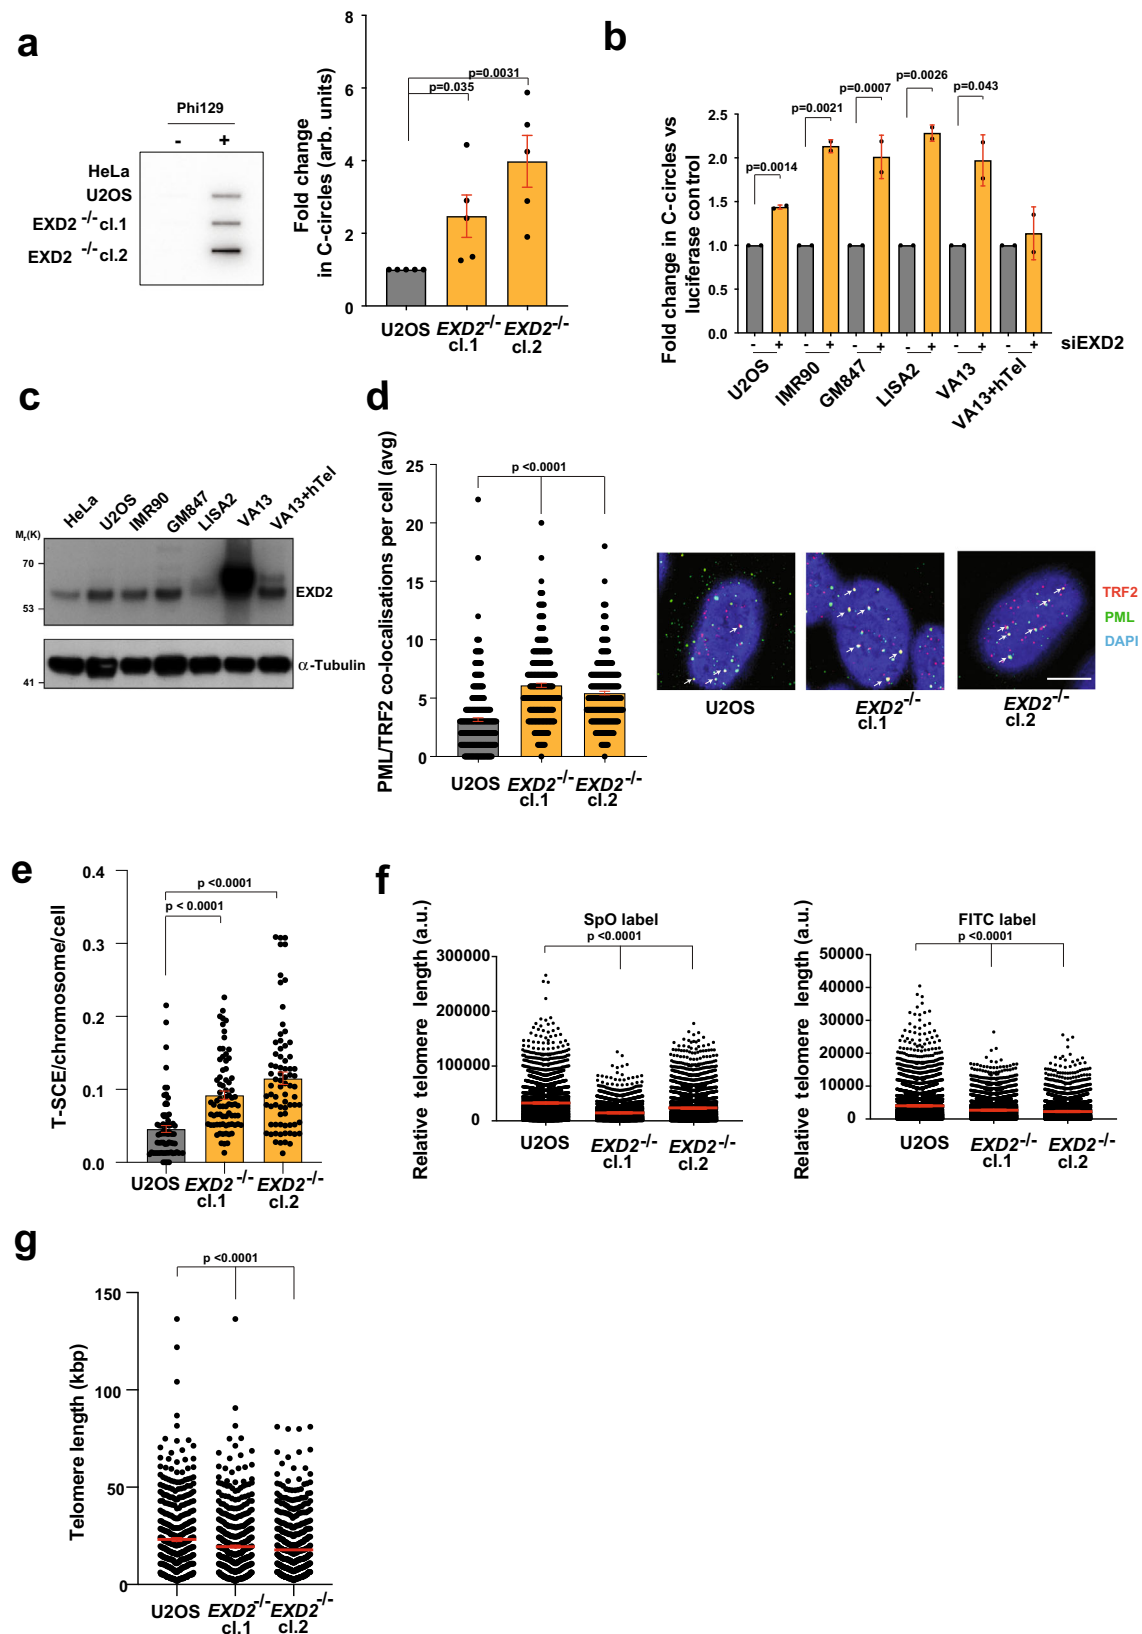 a
Phi129
- +
HeLa
U2OS
EXD2 -/- cl.1
EXD2 -/- cl.2
Fold change
in C-circles (arb. units)
8
6
4
2
0
p=0.0031
p=0.035
U2OS
EXD2-/-
cl.1
EXD2-/-
cl.2
b
Fold change in C-circles vs
luciferase control
2.5
2.0
1.5
1.0
0.5
0.0
p=0.0014
p=0.0021
p=0.0007
p=0.0026
p=0.043
- + - + - + - + - + - +
siEXD2
U2OS
IMR90
GM847
LISA2
VA13
VA13+hTel
c
HeLa
U2OS
IMR90
GM847
LISA2
VA13
VA13+hTel
Mr(K)
70
53
41
EXD2
α-Tubulin
d
PML/TRF2 co-localisations per cell (avg)
25
20
15
10
5
0
p <0.0001
U2OS
EXD2-/-
cl.1
EXD2-/-
cl.2
U2OS
EXD2-/-
cl.1
EXD2-/-
cl.2
TRF2
PML
DAPI
e
T-SCE/chromosome/cell
0.4
0.3
0.2
0.1
0.0
p <0.0001
p < 0.0001
U2OS
EXD2-/-
cl.1
EXD2-/-
cl.2
f
Relative telomere length (a.u.)
SpO label
p <0.0001
300000
200000
100000
0
U2OS
EXD2-/-
cl.1
EXD2-/-
cl.2
Relative telomere length (a.u.)
FITC label
p <0.0001
50000
40000
30000
20000
10000
0
U2OS
EXD2-/-
cl.1
EXD2-/-
cl.2
g
Telomere length (kbp)
p <0.0001
150
100
50
0
U2OS
EXD2-/-
cl.1
EXD2-/-
cl.2